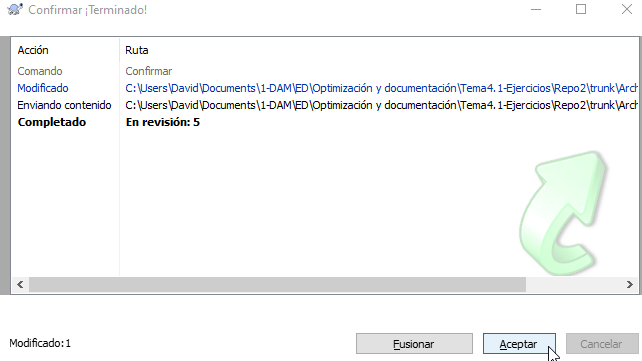 Confirmar ¡Terminado!
Acción Ruta
Comando Confirmar
Modificado C:\Users\David\Documents\1-DAM\ED\Optimización y documentación\Tema4.1-Ejercicios\Repo2\trunk\Arch
Enviando contenido C:\Users\David\Documents\1-DAM\ED\Optimización y documentación\Tema4.1-Ejercicios\Repo2\trunk\Arch
Completado En revisión: 5
Modificado:1
Fusionar Aceptar Cancelar